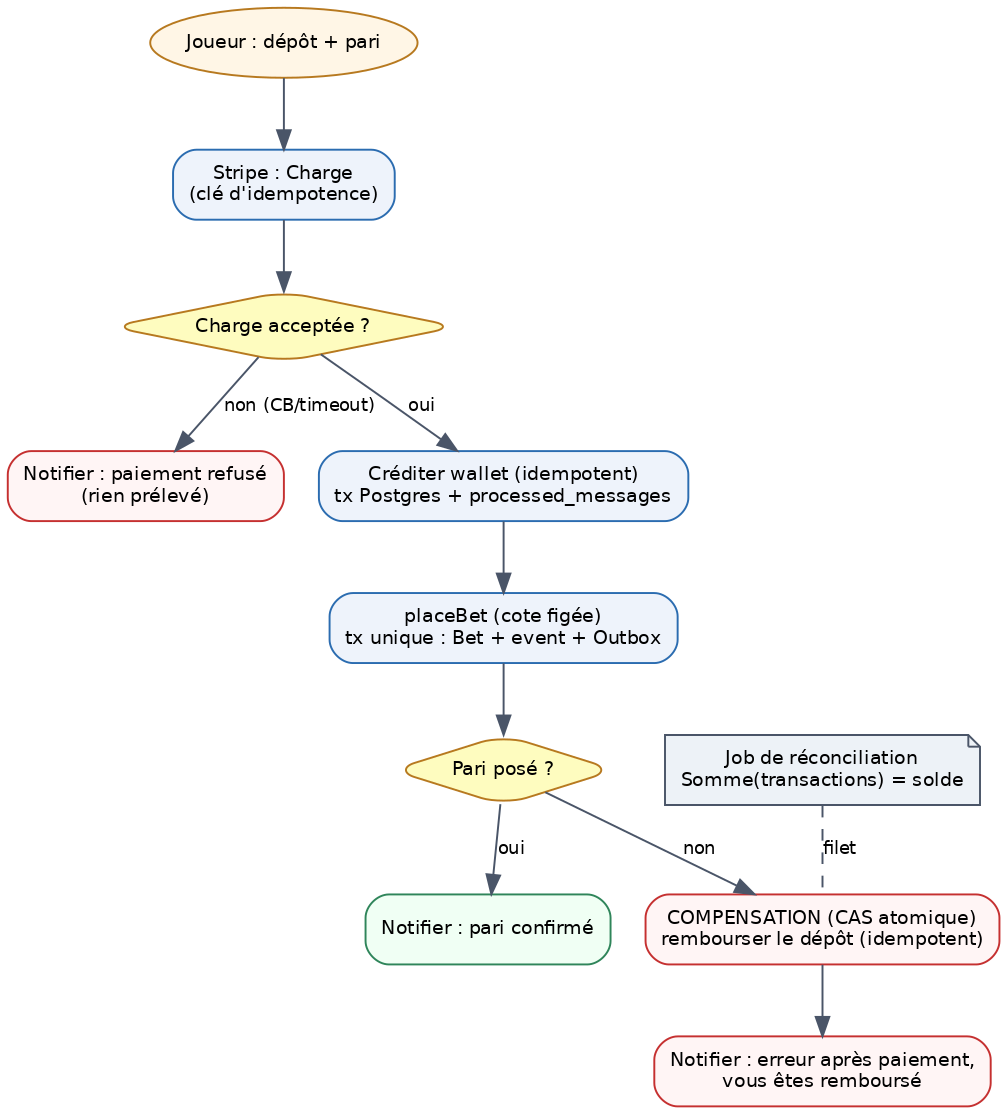 Joueur : dépôt + pari
Stripe : Charge
(clé d'idempotence)
Charge acceptée ?
non (CB/timeout)
oui
Notifier : paiement refusé
(rien prélevé)
Créditer wallet (idempotent)
tx Postgres + processed_messages
placeBet (cote figée)
tx unique : Bet + event + Outbox
Pari posé ?
Job de réconciliation
Somme(transactions) = solde
oui
non
filet
Notifier : pari confirmé
COMPENSATION (CAS atomique)
rembourser le dépôt (idempotent)
Notifier : erreur après paiement,
vous êtes remboursé